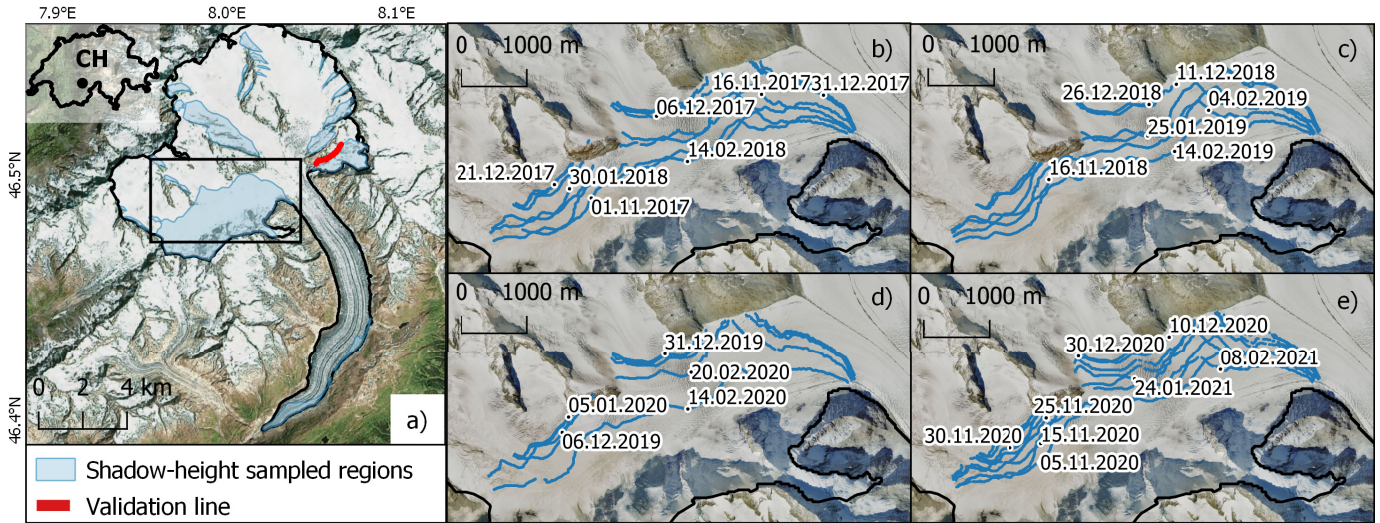 7.9°E 8.0°E 8.1°E
46.5°N
46.4°N
CH
0 2 4 km
a)
Shadow-height sampled regions
Validation line
0 1000 m
b)
16.11.2017
31.12.2017
06.12.2017
14.02.2018
21.12.2017
30.01.2018
01.11.2017
0 1000 m
c)
11.12.2018
26.12.2018
04.02.2019
25.01.2019
14.02.2019
16.11.2018
0 1000 m
d)
31.12.2019
20.02.2020
14.02.2020
05.01.2020
06.12.2019
0 1000 m
e)
10.12.2020
30.12.2020
08.02.2021
24.01.2021
25.11.2020
30.11.2020
15.11.2020
05.11.2020